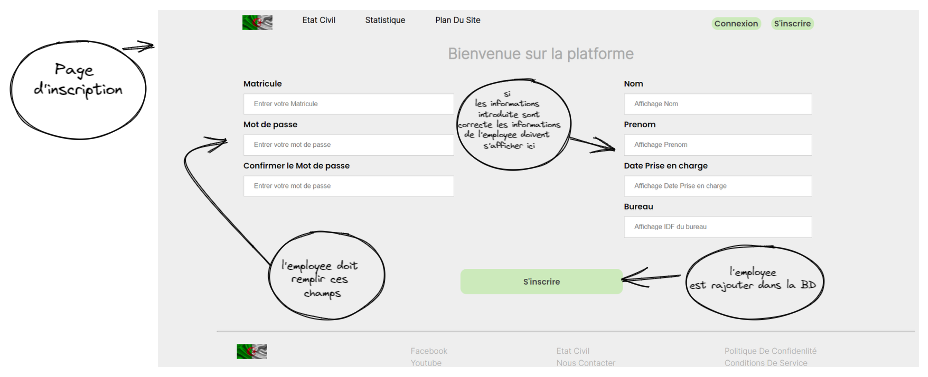 Etat Civil
Statistique
Plan Du Site
Connexion
S'inscrire
Page
d'inscription
Bienvenue sur la platforme
Matricule
Entrer votre Matricule
Mot de passe
Entrer votre mot de passe
Confirmer le Mot de passe
Entrer votre mot de passe
si
les informations
introduite sont
correcte les informations
de l'employee doivent
s'afficher ici
Nom
Affichage Nom
Prenom
Affichage Prenom
Date Prise en charge
Affichage Date Prise en charge
Bureau
Affichage IDF du bureau
l'employee doit
remplir ces
champs
S'inscrire
l'employee
est rajouter dans la BD
Facebook
Etat Civil
Politique De Confidenlité
Youtube
Nous Contacter
Conditions De Service